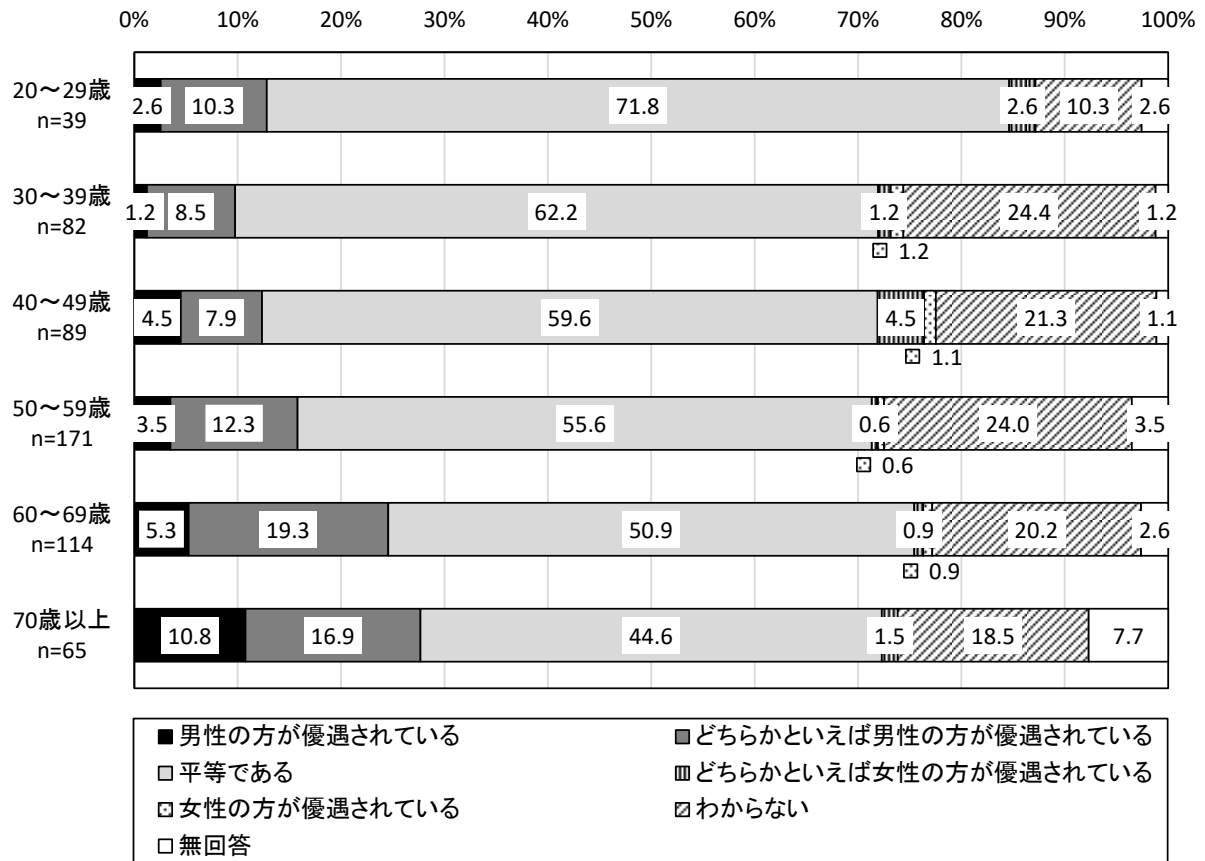 0% 10% 20% 30% 40% 50% 60% 70% 80% 90% 100%
20～29歳
n=39
2.6 10.3 71.8 2.6 10.3 2.6
30～39歳
n=82
1.2 8.5 62.2 1.2 24.4 1.2
1.2
40～49歳
n=89
4.5 7.9 59.6 4.5 21.3 1.1
1.1
50～59歳
n=171
3.5 12.3 55.6 0.6 24.0 3.5
0.6
60～69歳
n=114
5.3 19.3 50.9 0.9 20.2 2.6
0.9
70歳以上
n=65
10.8 16.9 44.6 1.5 18.5 7.7
男性の方が優遇されている どちらかといえば男性の方が優遇されている
平等である どちらかといえば女性の方が優遇されている
女性の方が優遇されている わからない
無回答